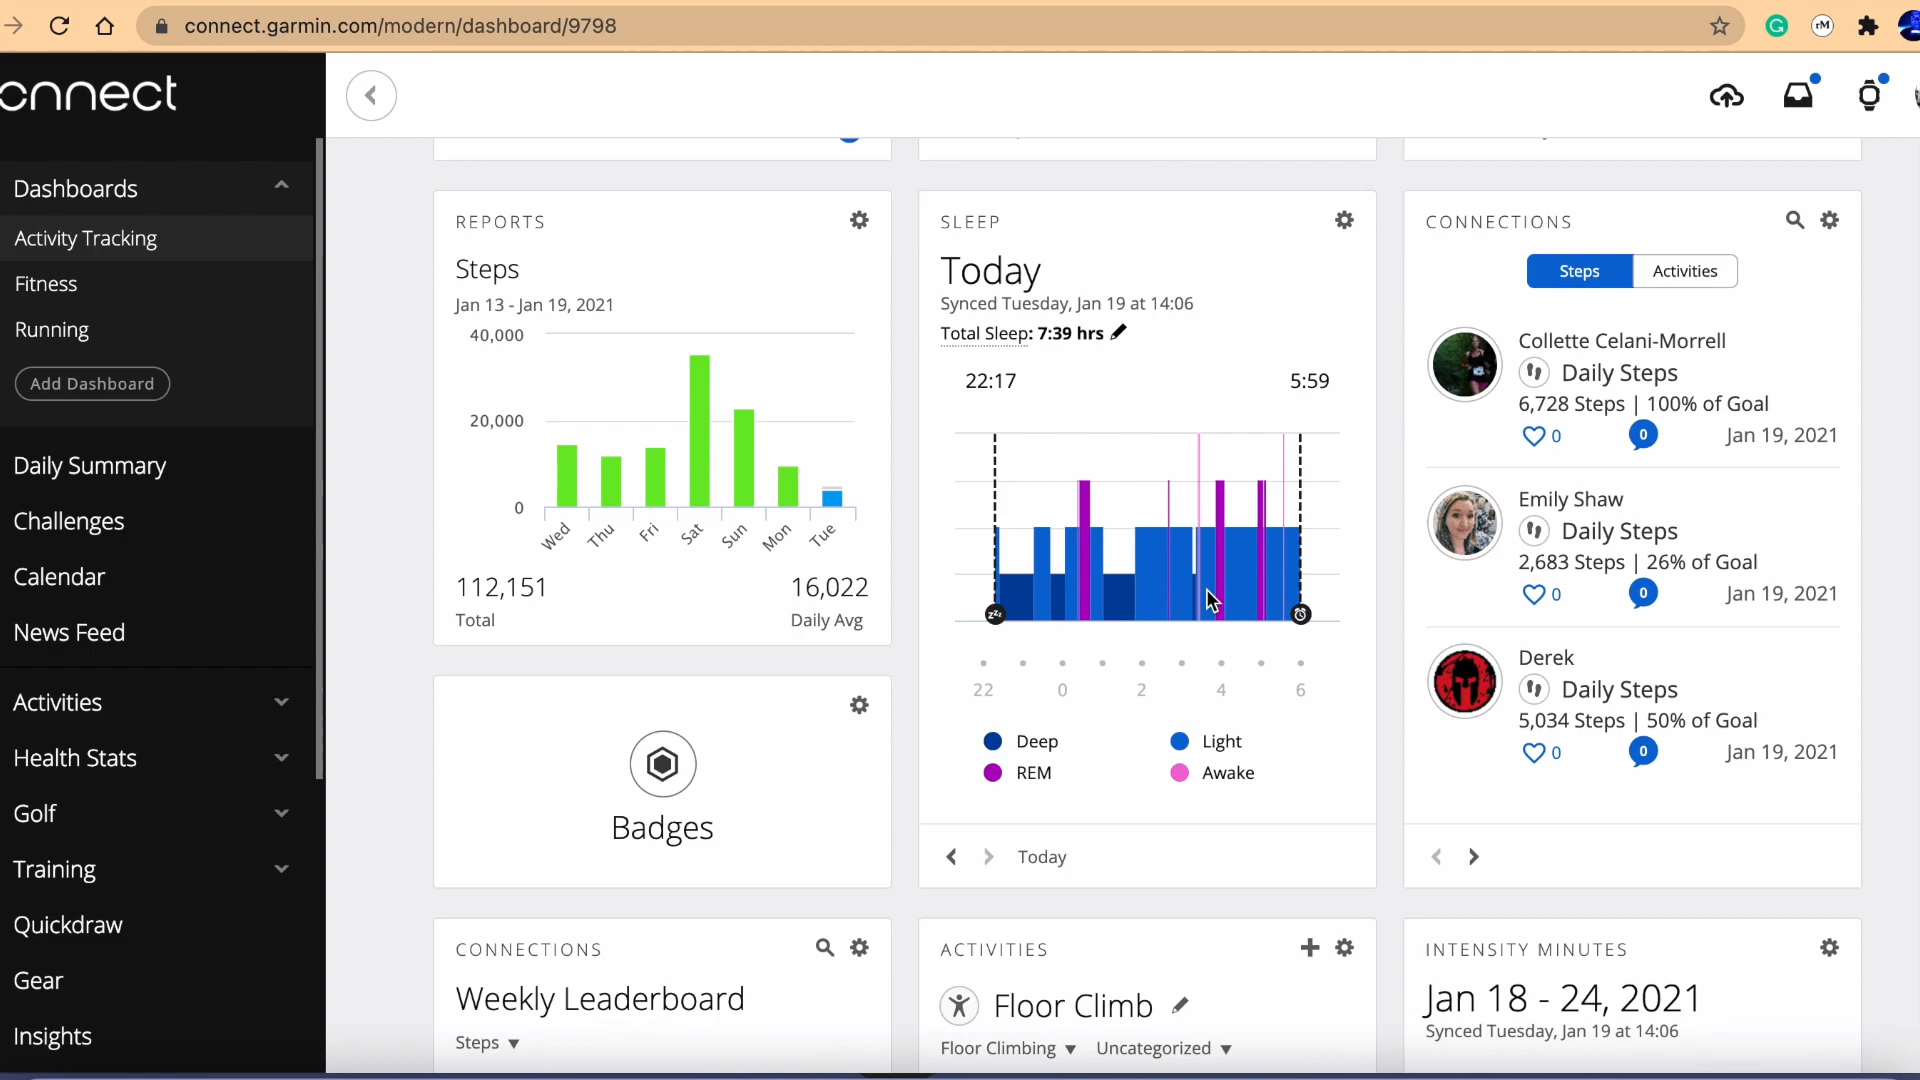 connect.garmin.com/modern/dashboard/9798
onnect
Dashboards
Activity Tracking
Fitness
Running
Add Dashboard
Daily Summary
Challenges
Calendar
News Feed
Activities
Health Stats
Golf
Training
Quickdraw
Gear
Insights
REPORTS
Steps
Jan 13 - Jan 19, 2021
40,000
20,000
0
Wed Thu Fri Sat Sun Mon Tue
112,151 16,022
Total Daily Avg
Badges
CONNECTIONS
Weekly Leaderboard
Steps
SLEEP
Today
Synced Tuesday, Jan 19 at 14:06
Total Sleep: 7:39 hrs
22:17 5:59
zzz
22 0 2 4 6
Deep Light
REM Awake
Today
ACTIVITIES
Floor Climb
Floor Climbing Uncategorized
CONNECTIONS
Steps Activities
Collette Celani-Morrell
Daily Steps
6,728 Steps | 100% of Goal
0 0 Jan 19, 2021
Emily Shaw
Daily Steps
2,683 Steps | 26% of Goal
0 0 Jan 19, 2021
Derek
Daily Steps
5,034 Steps | 50% of Goal
0 0 Jan 19, 2021
INTENSITY MINUTES
Jan 18 - 24, 2021
Synced Tuesday, Jan 19 at 14:06
G
rM